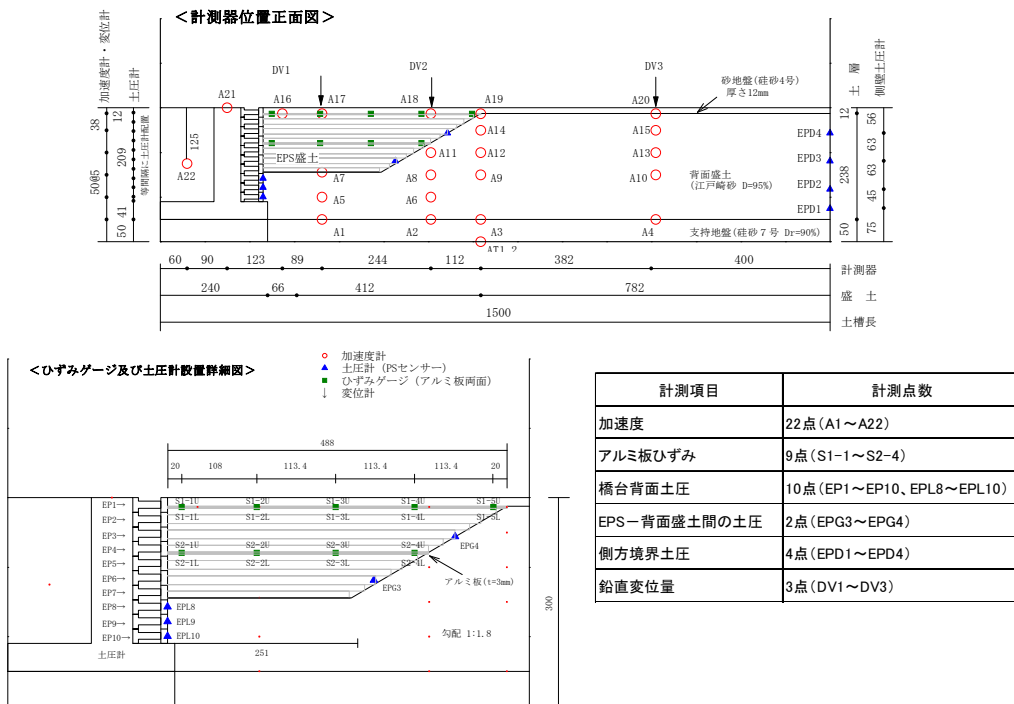 ＜計測器位置正面図＞
加速度計・変位計
土圧計
等間隔に土圧計配置
38
12
209
5005
41
50
125
DV1
DV2
DV3
砂地盤(硅砂4号)
厚さ12mm
A21
A16
A17
A18
A19
A20
A14
A15
A11
A12
A13
EPS盛土
A22
A7
A8
A9
A10
背面盛土
(江戸崎砂 D=95%)
A5
A6
A1
A2
A3
A4
支持地盤(硅砂７号 Dr=90%)
AT1,2
EPD4
EPD3
EPD2
EPD1
土　層
側壁土圧計
12
238
50
56
63
63
45
75
60
90
123
89
244
112
382
400
計測器
240
66
412
782
盛　土
1500
土槽長
＜ひずみゲージ及び土圧計設置詳細図＞
加速度計
土圧計 (PSセンサー)
ひずみゲージ (アルミ板両面)
↓ 変位計
488
20
108
113.4
113.4
113.4
20
EP1→
EP2→
EP3→
EP4→
EP5→
EP6→
EP7→
EP8→
EP9→
EP10→
S1-1U
S1-2U
S1-3U
S1-4U
S1-5U
S1-1L
S1-2L
S1-3L
S1-4L
S1-5L
S2-1U
S2-2U
S2-3U
S2-4U
S2-1L
S2-2L
S2-3L
S2-4L
EPG4
アルミ板(t=3mm)
EPG3
EPL8
EPL9
EPL10
勾配 1:1.8
土圧計
251
300
計測項目 計測点数
加速度 22点(A1～A22)
アルミ板ひずみ 9点(S1-1～S2-4)
橋台背面土圧 10点(EP1～EP10、EPL8～EPL10)
EPS－背面盛土間の土圧 2点(EPG3～EPG4)
側方境界土圧 4点(EPD1～EPD4)
鉛直変位量 3点(DV1～DV3)